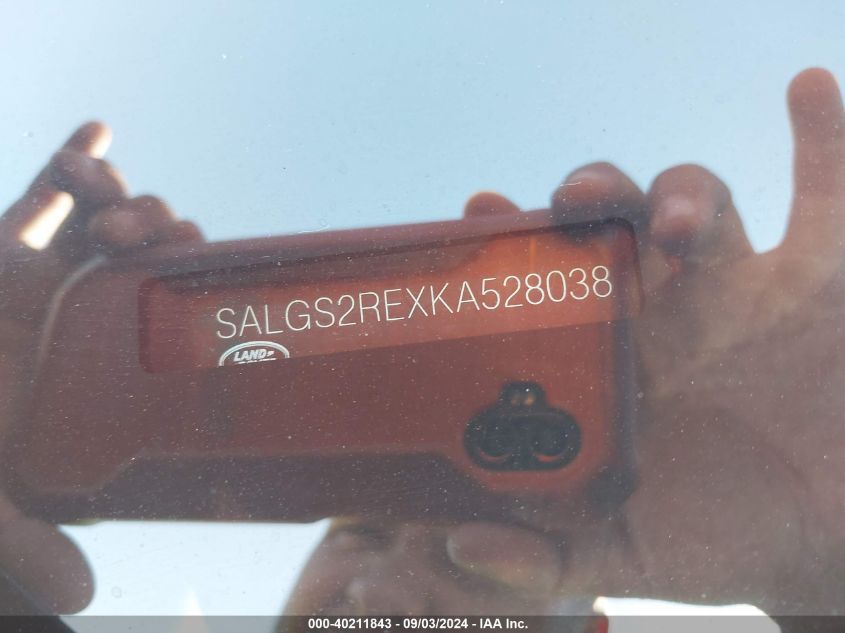 SALGS2REXKA528038
LAND
000-40211843 - 09/03/2024 - IAA Inc.